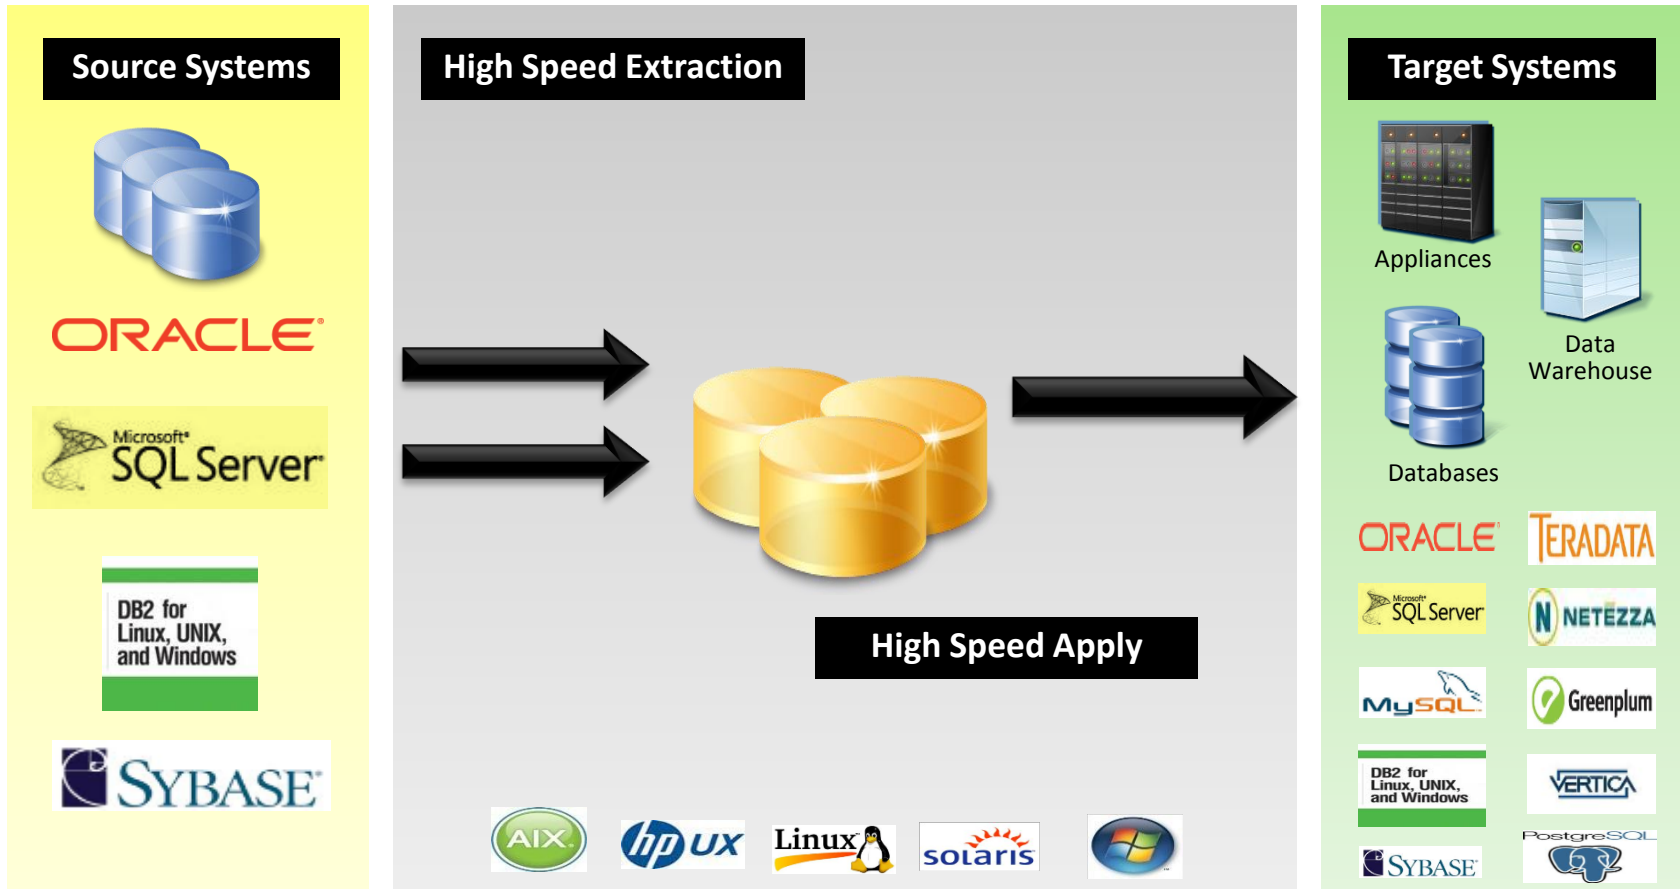 Source Systems
ORACLE®
Microsoft®
SQL Server®
DB2 for
Linux, UNIX,
and Windows
SYBASE®
High Speed Extraction
High Speed Apply
AIX
hp UX
Linux
solaris
Target Systems
Appliances
Data
Warehouse
Databases
ORACLE®
TERADATA
Microsoft®
SQL Server
N NETEZZA
MySQL
Greenplum
DB2 for
Linux, UNIX,
and Windows
VERTICA
SYBASE
PostgreSQL